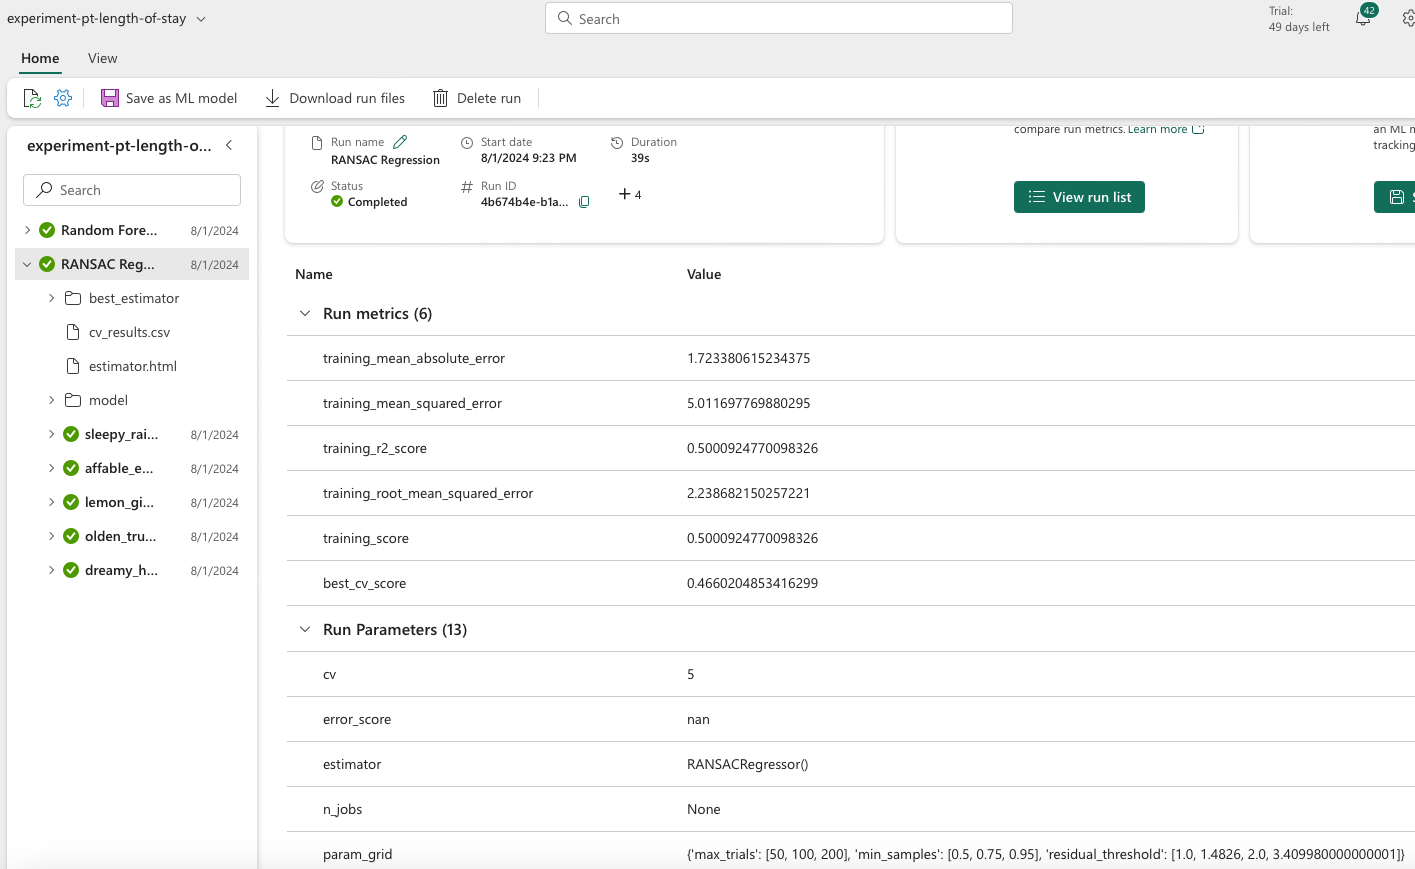 experiment-pt-length-of-stay
Search
Trial:
49 days left
42
Home
View
Save as ML model
Download run files
Delete run
experiment-pt-length-o...
Search
Random Fore... 8/1/2024
RANSAC Reg... 8/1/2024
best_estimator
cv_results.csv
estimator.html
model
sleepy_rai... 8/1/2024
affable_e... 8/1/2024
lemon_gi... 8/1/2024
olden_tru... 8/1/2024
dreamy_h... 8/1/2024
Run name
RANSAC Regression
Start date
8/1/2024 9:23 PM
Duration
39s
Status
Completed
Run ID
4b674b4e-b1a...
+ 4
compare run metrics. Learn more
View run list
an ML m
tracking
S
Name Value
Run metrics (6)
training_mean_absolute_error 1.723380615234375
training_mean_squared_error 5.011697769880295
training_r2_score 0.5000924770098326
training_root_mean_squared_error 2.238682150257221
training_score 0.5000924770098326
best_cv_score 0.4660204853416299
Run Parameters (13)
cv 5
error_score nan
estimator RANSACRegressor()
n_jobs None
param_grid {'max_trials': [50, 100, 200], 'min_samples': [0.5, 0.75, 0.95], 'residual_threshold': [1.0, 1.4826, 2.0, 3.409980000000001]}